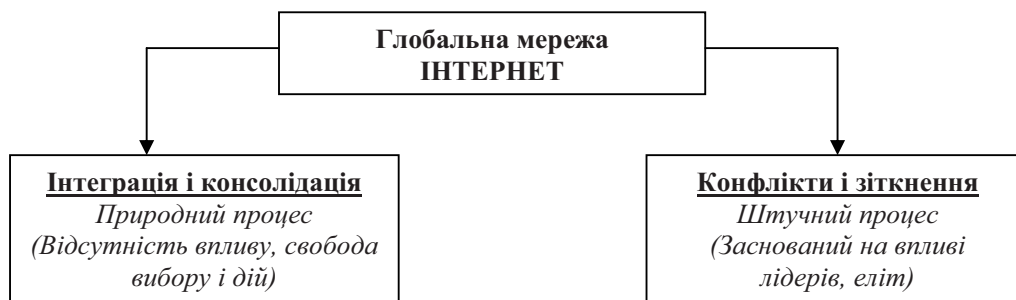 Глобальна мережа
ІНТЕРНЕТ
Інтеграція і консолідація
Природний процес
(Відсутність впливу, свобода
вибору і дій)
Конфлікти і зіткнення
Штучний процес
(Заснований на впливі
лідерів, еліт)